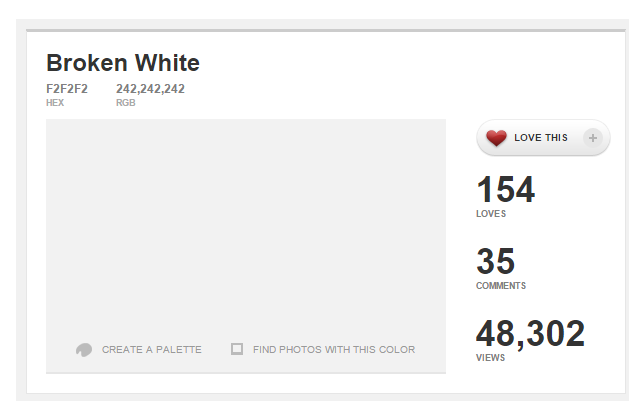 Broken White
F2F2F2 242,242,242
HEX RGB
LOVE THIS +
154
LOVES
35
COMMENTS
48,302
VIEWS
CREATE A PALETTE FIND PHOTOS WITH THIS COLOR